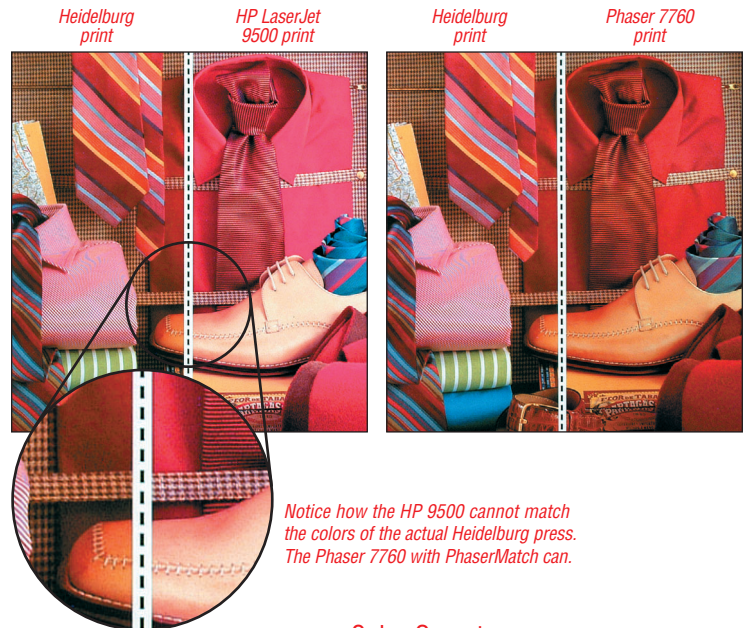 Heidelburg
print
HP LaserJet
9500 print
Heidelburg
print
Phaser 7760
print
Notice how the HP 9500 cannot match
the colors of the actual Heidelburg press.
The Phaser 7760 with PhaserMatch can.